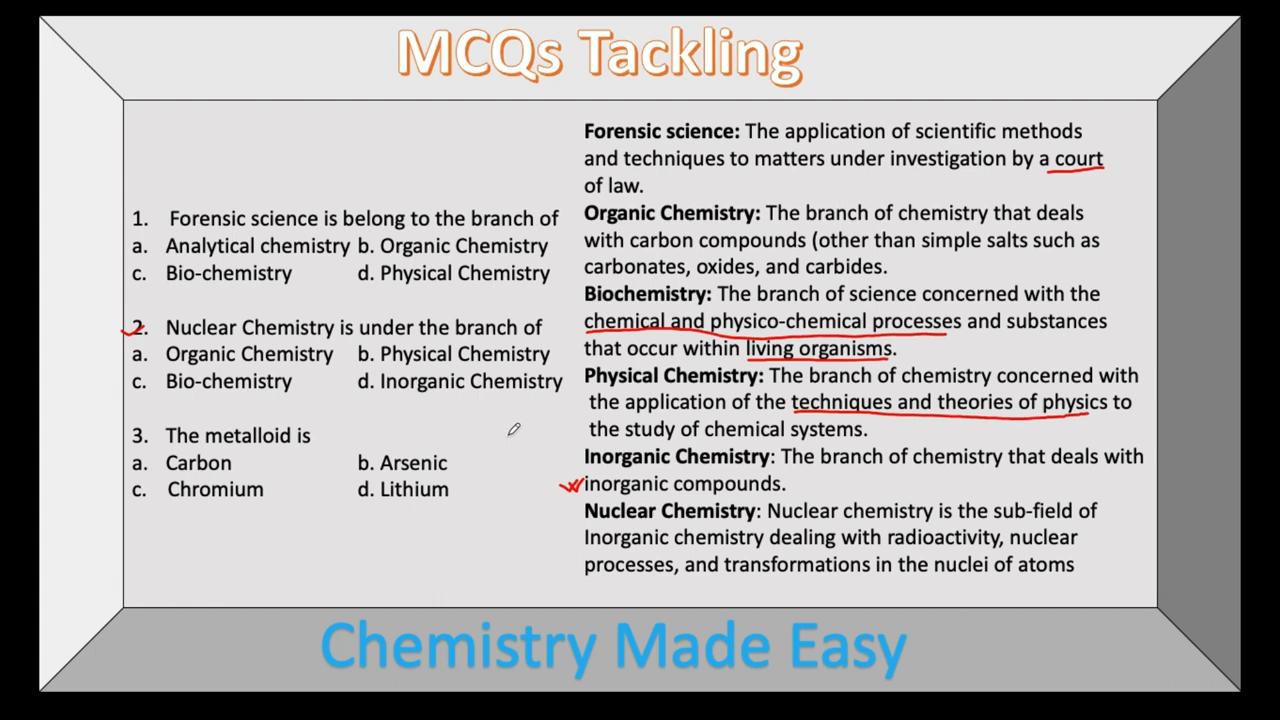 MCQs Tackling
1. Forensic science is belong to the branch of
a. Analytical chemistry b. Organic Chemistry
c. Bio-chemistry d. Physical Chemistry
2. Nuclear Chemistry is under the branch of
a. Organic Chemistry b. Physical Chemistry
c. Bio-chemistry d. Inorganic Chemistry
3. The metalloid is
a. Carbon b. Arsenic
c. Chromium d. Lithium
Forensic science: The application of scientific methods
and techniques to matters under investigation by a court
of law.
Organic Chemistry: The branch of chemistry that deals
with carbon compounds (other than simple salts such as
carbonates, oxides, and carbides.
Biochemistry: The branch of science concerned with the
chemical and physico-chemical processes and substances
that occur within living organisms.
Physical Chemistry: The branch of chemistry concerned with
the application of the techniques and theories of physics to
the study of chemical systems.
Inorganic Chemistry: The branch of chemistry that deals with
inorganic compounds.
Nuclear Chemistry: Nuclear chemistry is the sub-field of
Inorganic chemistry dealing with radioactivity, nuclear
processes, and transformations in the nuclei of atoms
Chemistry Made Easy